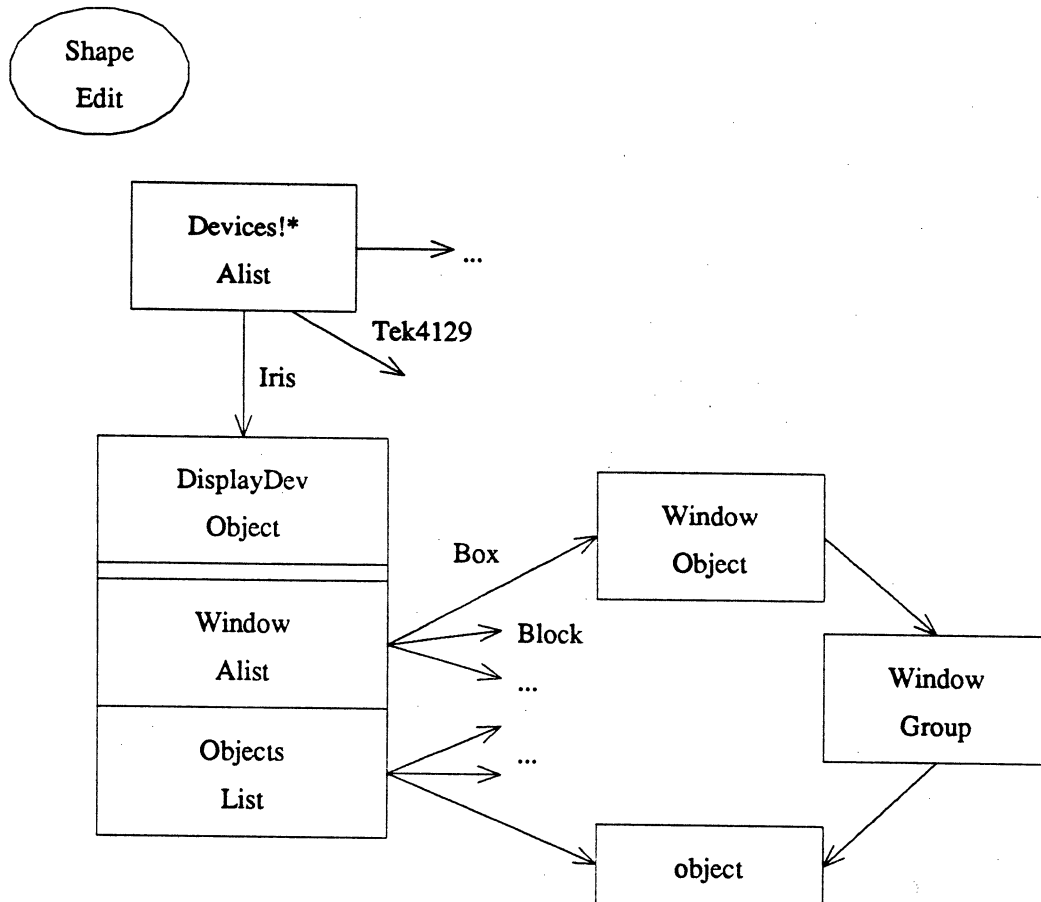 Shape
Edit
Devices!*
Alist
...
Tek4129
Iris
DisplayDev
Object
Window
Object
Box
Window
Alist
Block
...
Window
Group
Objects
List
...
object